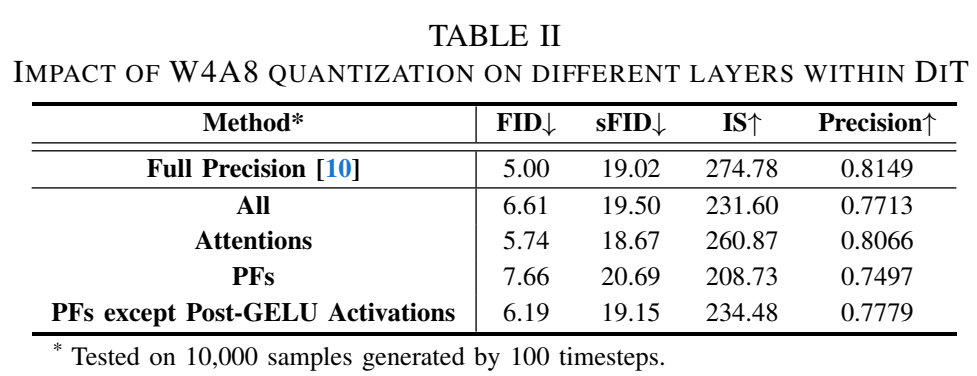 TABLE II
IMPACT OF W4A8 QUANTIZATION ON DIFFERENT LAYERS WITHIN DIT
Method* FID↓ sFID↓ IS↑ Precision↑
Full Precision [10] 5.00 19.02 274.78 0.8149
All 6.61 19.50 231.60 0.7713
Attentions 5.74 18.67 260.87 0.8066
PFs 7.66 20.69 208.73 0.7497
PFs except Post-GELU Activations 6.19 19.15 234.48 0.7779
* Tested on 10,000 samples generated by 100 timesteps.